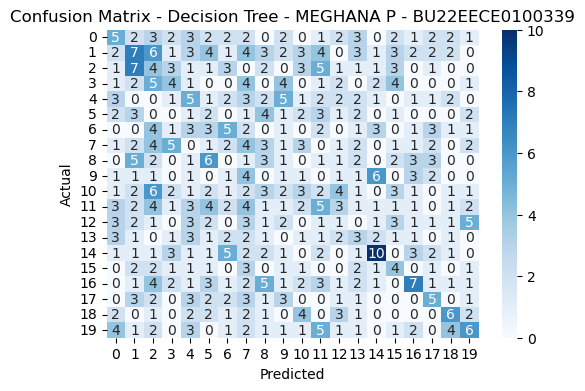 Confusion Matrix - Decision Tree - MEGHANA P - BU22EECE0100339
0 5 2 3 2 3 2 2 2 0 2 0 1 2 3 0 2 1 2 2 1
1 2 7 6 1 3 4 1 4 3 2 3 4 0 3 1 3 2 2 2 0
2 1 7 4 3 1 1 3 0 2 0 3 5 1 1 1 3 0 1 0 0
3 1 2 5 4 1 0 0 4 0 4 0 1 2 0 2 4 0 0 0 1
4 3 0 0 1 5 1 2 3 2 5 1 2 2 2 1 0 1 1 2 0
5 2 3 0 0 1 2 0 1 4 1 2 3 1 2 0 1 0 0 0 2
6 0 0 4 1 3 3 5 2 0 1 0 2 0 1 3 0 1 3 1 1
7 1 2 4 5 0 1 2 4 3 1 3 0 1 2 0 1 1 2 0 2
8 0 5 2 0 1 6 0 1 3 1 0 1 1 2 0 2 3 3 0 0
9 1 1 1 0 1 0 0 4 0 1 1 0 1 1 6 0 3 2 0 0
10 1 2 6 2 1 2 1 2 3 2 3 2 4 1 0 3 1 0 1 1
11 3 2 4 1 3 4 2 4 1 1 2 5 3 1 1 1 1 0 1 2
12 3 2 1 0 3 2 0 3 1 2 0 1 1 0 1 3 1 1 1 5
13 3 1 0 1 3 1 2 2 1 0 1 1 2 3 2 1 1 0 1 0
14 1 1 1 3 1 1 5 2 2 1 0 2 0 1 10 0 3 2 1 0
15 0 2 2 1 1 1 0 3 0 1 1 0 0 2 1 4 1 0 0 0
16 0 1 4 2 1 3 1 2 5 1 2 3 1 2 1 0 7 1 1 1
17 0 3 2 0 3 2 2 3 1 3 0 0 1 1 0 0 0 5 0 1
18 2 0 1 0 2 2 1 2 1 0 4 0 3 1 0 0 0 2 6 2
19 4 1 2 0 3 0 1 2 1 1 1 5 1 1 0 1 2 0 4 6
0 1 2 3 4 5 6 7 8 9 10 11 12 13 14 15 16 17 18 19
Predicted
Actual
10
8
6
4
2
0